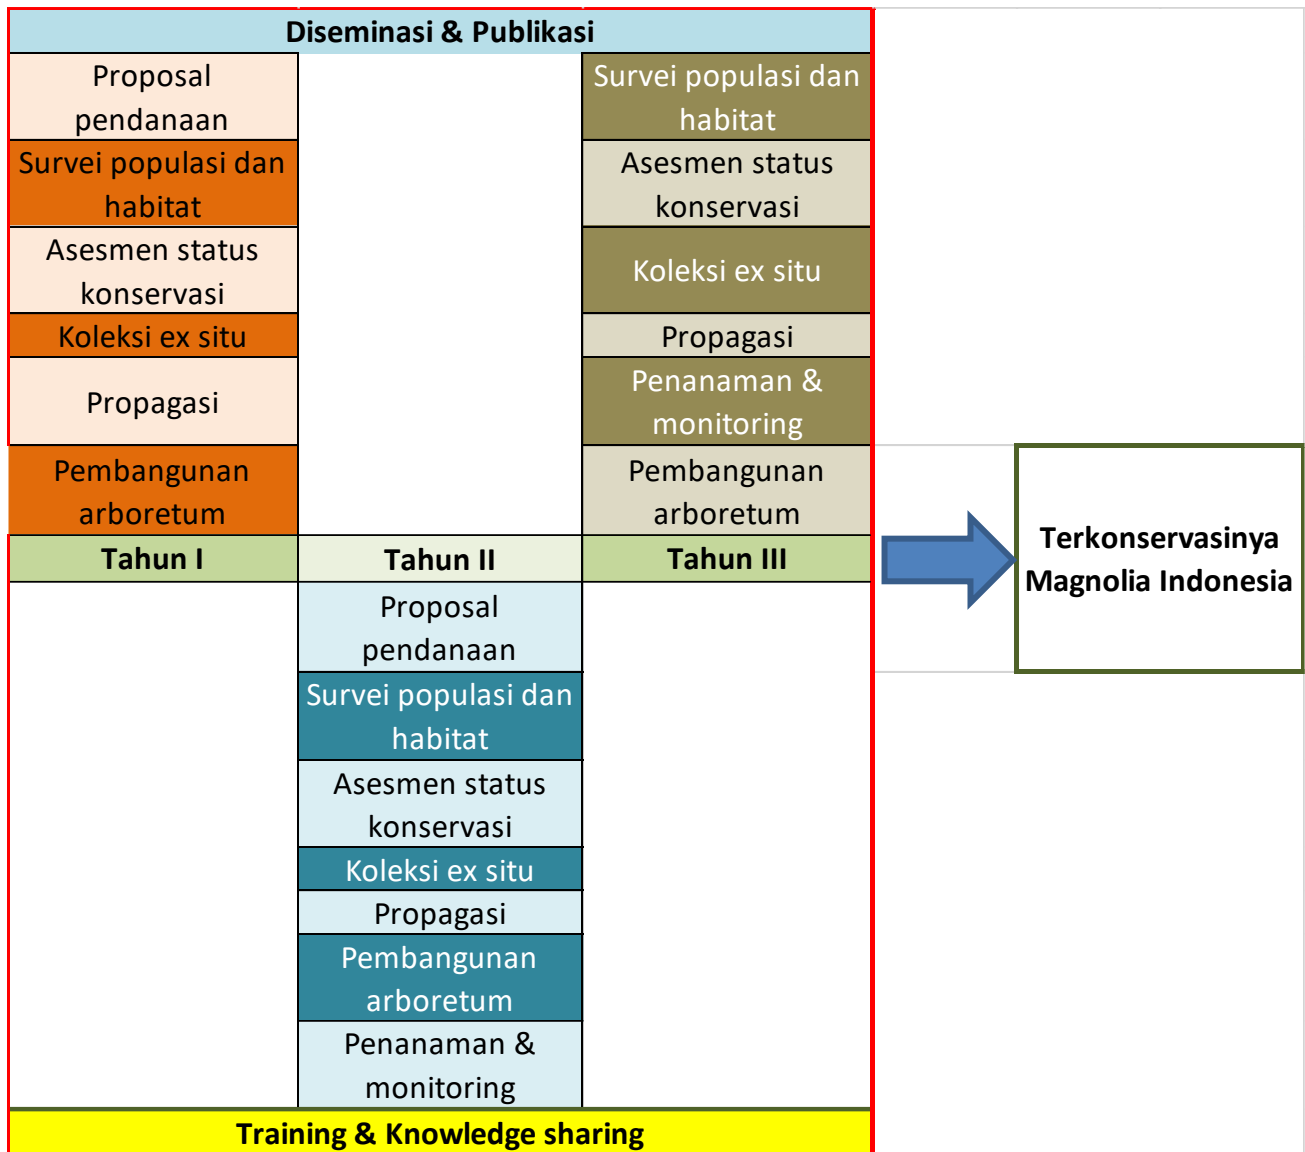 Diseminasi & Publikasi
Proposal
pendanaan
Survei populasi dan
habitat
Asesmen status
konservasi
Koleksi ex situ
Propagasi
Pembangunan
arboretum
Tahun I
Survei populasi dan
habitat
Asesmen status
konservasi
Koleksi ex situ
Propagasi
Penanaman &
monitoring
Pembangunan
arboretum
Tahun III
Tahun II
Proposal
pendanaan
Survei populasi dan
habitat
Asesmen status
konservasi
Koleksi ex situ
Propagasi
Pembangunan
arboretum
Penanaman &
monitoring
Training & Knowledge sharing
Terkonservasinya
Magnolia Indonesia